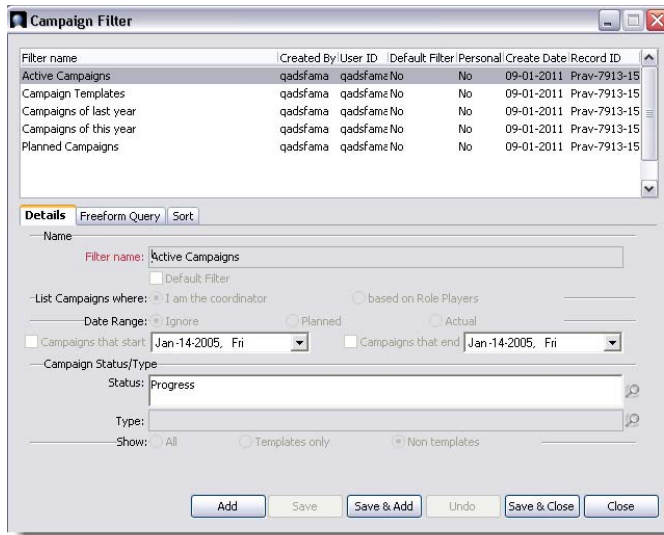 Campaign Filter
Filter name Created By User ID Default Filter Personal Create Date Record ID
Active Campaigns qadsfama qadsfama No No 09-01-2011 Prav-7913-15
Campaign Templates qadsfama qadsfama No No 09-01-2011 Prav-7913-15
Campaigns of last year qadsfama qadsfama No No 09-01-2011 Prav-7913-15
Campaigns of this year qadsfama qadsfama No No 09-01-2011 Prav-7913-15
Planned Campaigns qadsfama qadsfama No No 09-01-2011 Prav-7913-15
Details Freeform Query Sort
Name
Filter name: Active Campaigns
Default Filter
List Campaigns where: I am the coordinator based on Role Players
Date Range: Ignore Planned Actual
Campaigns that start Jan-14-2005, Fri Campaigns that end Jan-14-2005, Fri
Campaign Status/Type
Status: Progress
Type:
Show: All Templates only Non templates
Add Save Save & Add Undo Save & Close Close